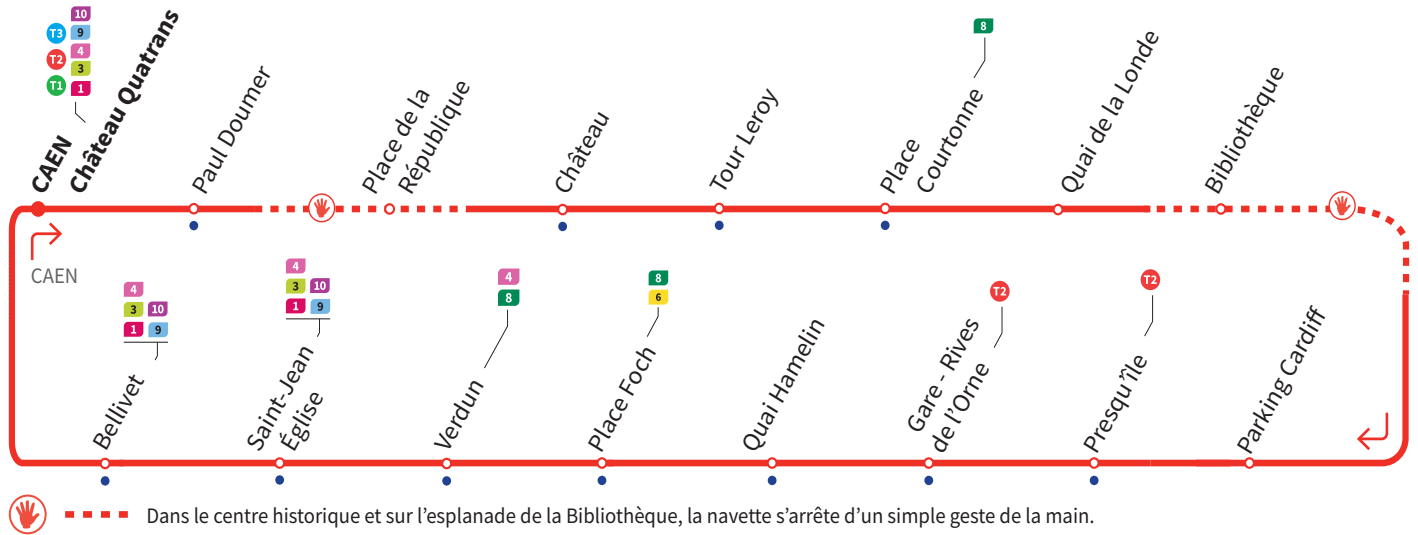 10
T3 9
T2 4
3
T1 1
CAEN
Château Quatrans
Paul Doumer
Place de la
République
Château
Tour Leroy
8
Place
Courtonne
Quai de la Londe
Bibliothèque
CAEN
4
3 10
1 9
Bellivet
4
3 10
1 9
Saint-Jean
Église
4
8
Verdun
8
6
Place Foch
Quai Hamelin
T2
Gare - Rives
de l'Orne
T2
Presqu'île
Parking Cardiff
Dans le centre historique et sur l'esplanade de la Bibliothèque, la navette s'arrête d'un simple geste de la main.